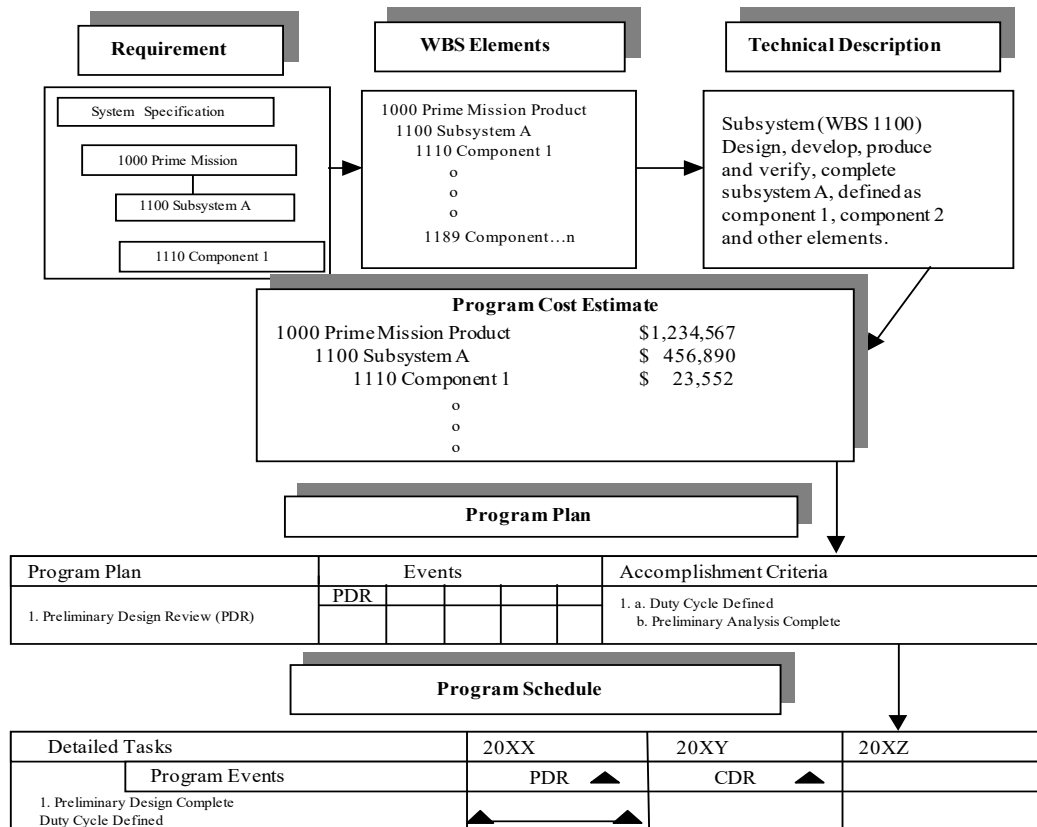 Requirement
WBS Elements
Technical Description
System Specification
1000 Prime Mission
1100 Subsystem A
1110 Component 1
1000 Prime Mission Product
1100 Subsystem A
1110 Component 1
o
o
o
1189 Component…n
Subsystem (WBS 1100)
Design, develop, produce
and verify, complete
subsystem A, defined as
component 1, component 2
and other elements.
Program Cost Estimate
1000 Prime Mission Product $1,234,567
1100 Subsystem A $ 456,890
1110 Component 1 $ 23,552
o
o
o
Program Plan
Program Plan Events Accomplishment Criteria
PDR
1. Preliminary Design Review (PDR)
1. a. Duty Cycle Defined
b. Preliminary Analysis Complete
Program Schedule
Detailed Tasks 20XX 20XY 20XZ
Program Events PDR CDR
1. Preliminary Design Complete
Duty Cycle Defined